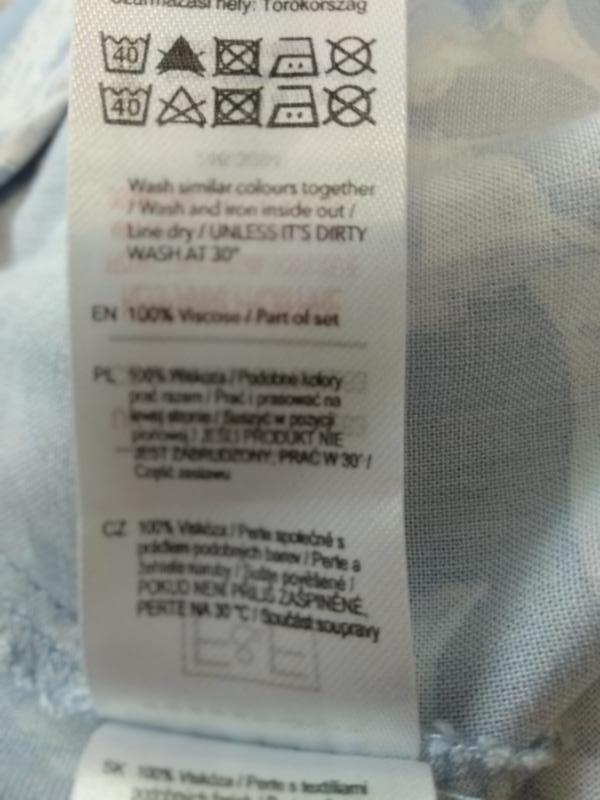 Származási hely: Törökország
40
40
Wash similar colours together
/ Wash and iron inside out /
Line dry / UNLESS IT'S DIRTY
WASH AT 30°
EN 100% Viscose / Part of set
PL 100% Wiskoza / Podobne kolory
prać razem / Prać i prasować na
lewej stronie / Suszyć w pozycji
pionowej / JEŚLI PRODUKT NIE
JEST ZABRUDZONY, PRAĆ W 30° /
Część zestawu
CZ 100% Viskóza / Perte společně s
prádlem podobných barev / Perte a
žehlete naruby / Sušte pověšené /
POKUD NENÍ PŘÍLIŠ ZAŠPINĚNÉ,
PERTE NA 30 °C / Součást soupravy
SK 100% Viskóza / Perte s textíliami
podobných farieb /